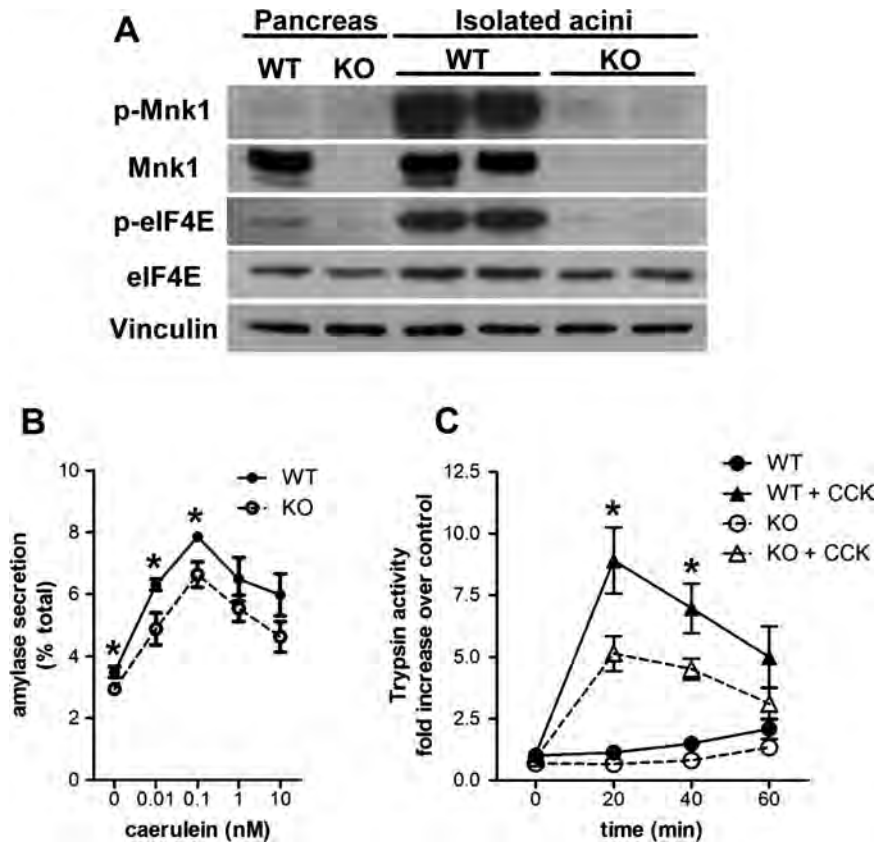 A
Pancreas Isolated acini
WT KO WT KO
p-Mnk1
Mnk1
p-eIF4E
eIF4E
Vinculin
B
WT
KO
amylase secretion
(% total)
10
8
6
4
2
0
* * *
0 0.01 0.1 1 10
caerulein (nM)
C
WT
WT + CCK
KO
KO + CCK
Trypsin activity
fold increase over control
12.5
10.0
7.5
5.0
2.5
0.0
* *
0 20 40 60
time (min)